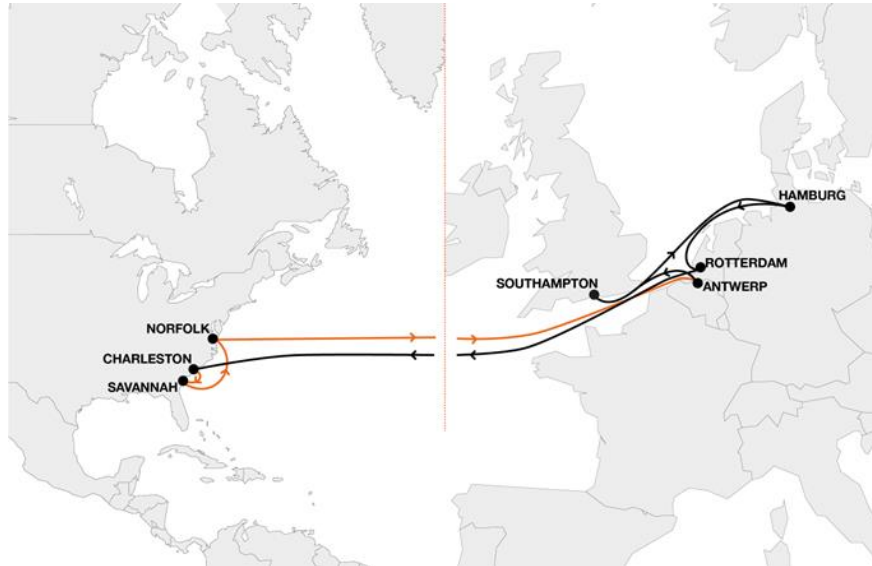 HAMBURG
ROTTERDAM
SOUTHAMPTON
ANTWERP
NORFOLK
CHARLESTON
SAVANNAH